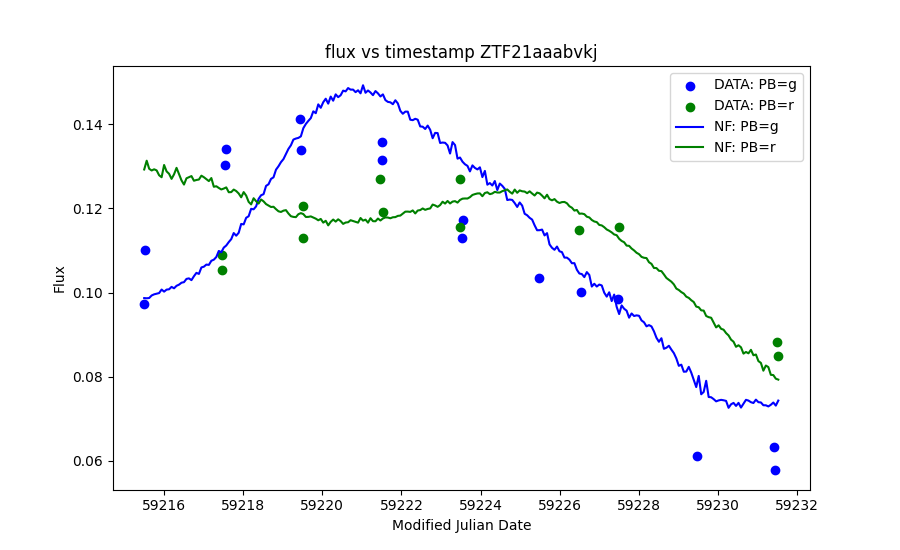 flux vs timestamp ZTF21aaabvkj
DATA: PB=g
DATA: PB=r
NF: PB=g
NF: PB=r
0.14
0.12
0.10
0.08
0.06
Flux
59216 59218 59220 59222 59224 59226 59228 59230 59232
Modified Julian Date